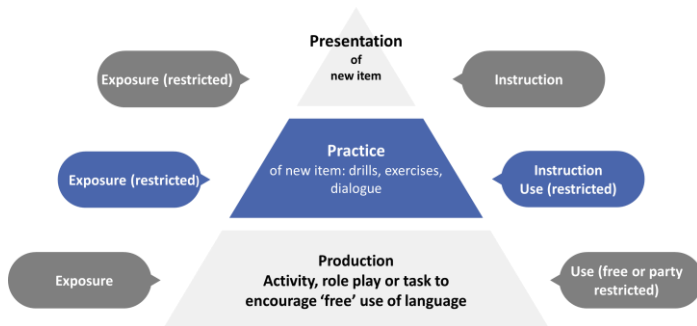 Presentation
of
new item
Exposure (restricted)
Instruction
Practice
of new item: drills, exercises,
dialogue
Exposure (restricted)
Instruction
Use (restricted)
Production
Activity, role play or task to
encourage ‘free’ use of language
Exposure
Use (free or party
restricted)